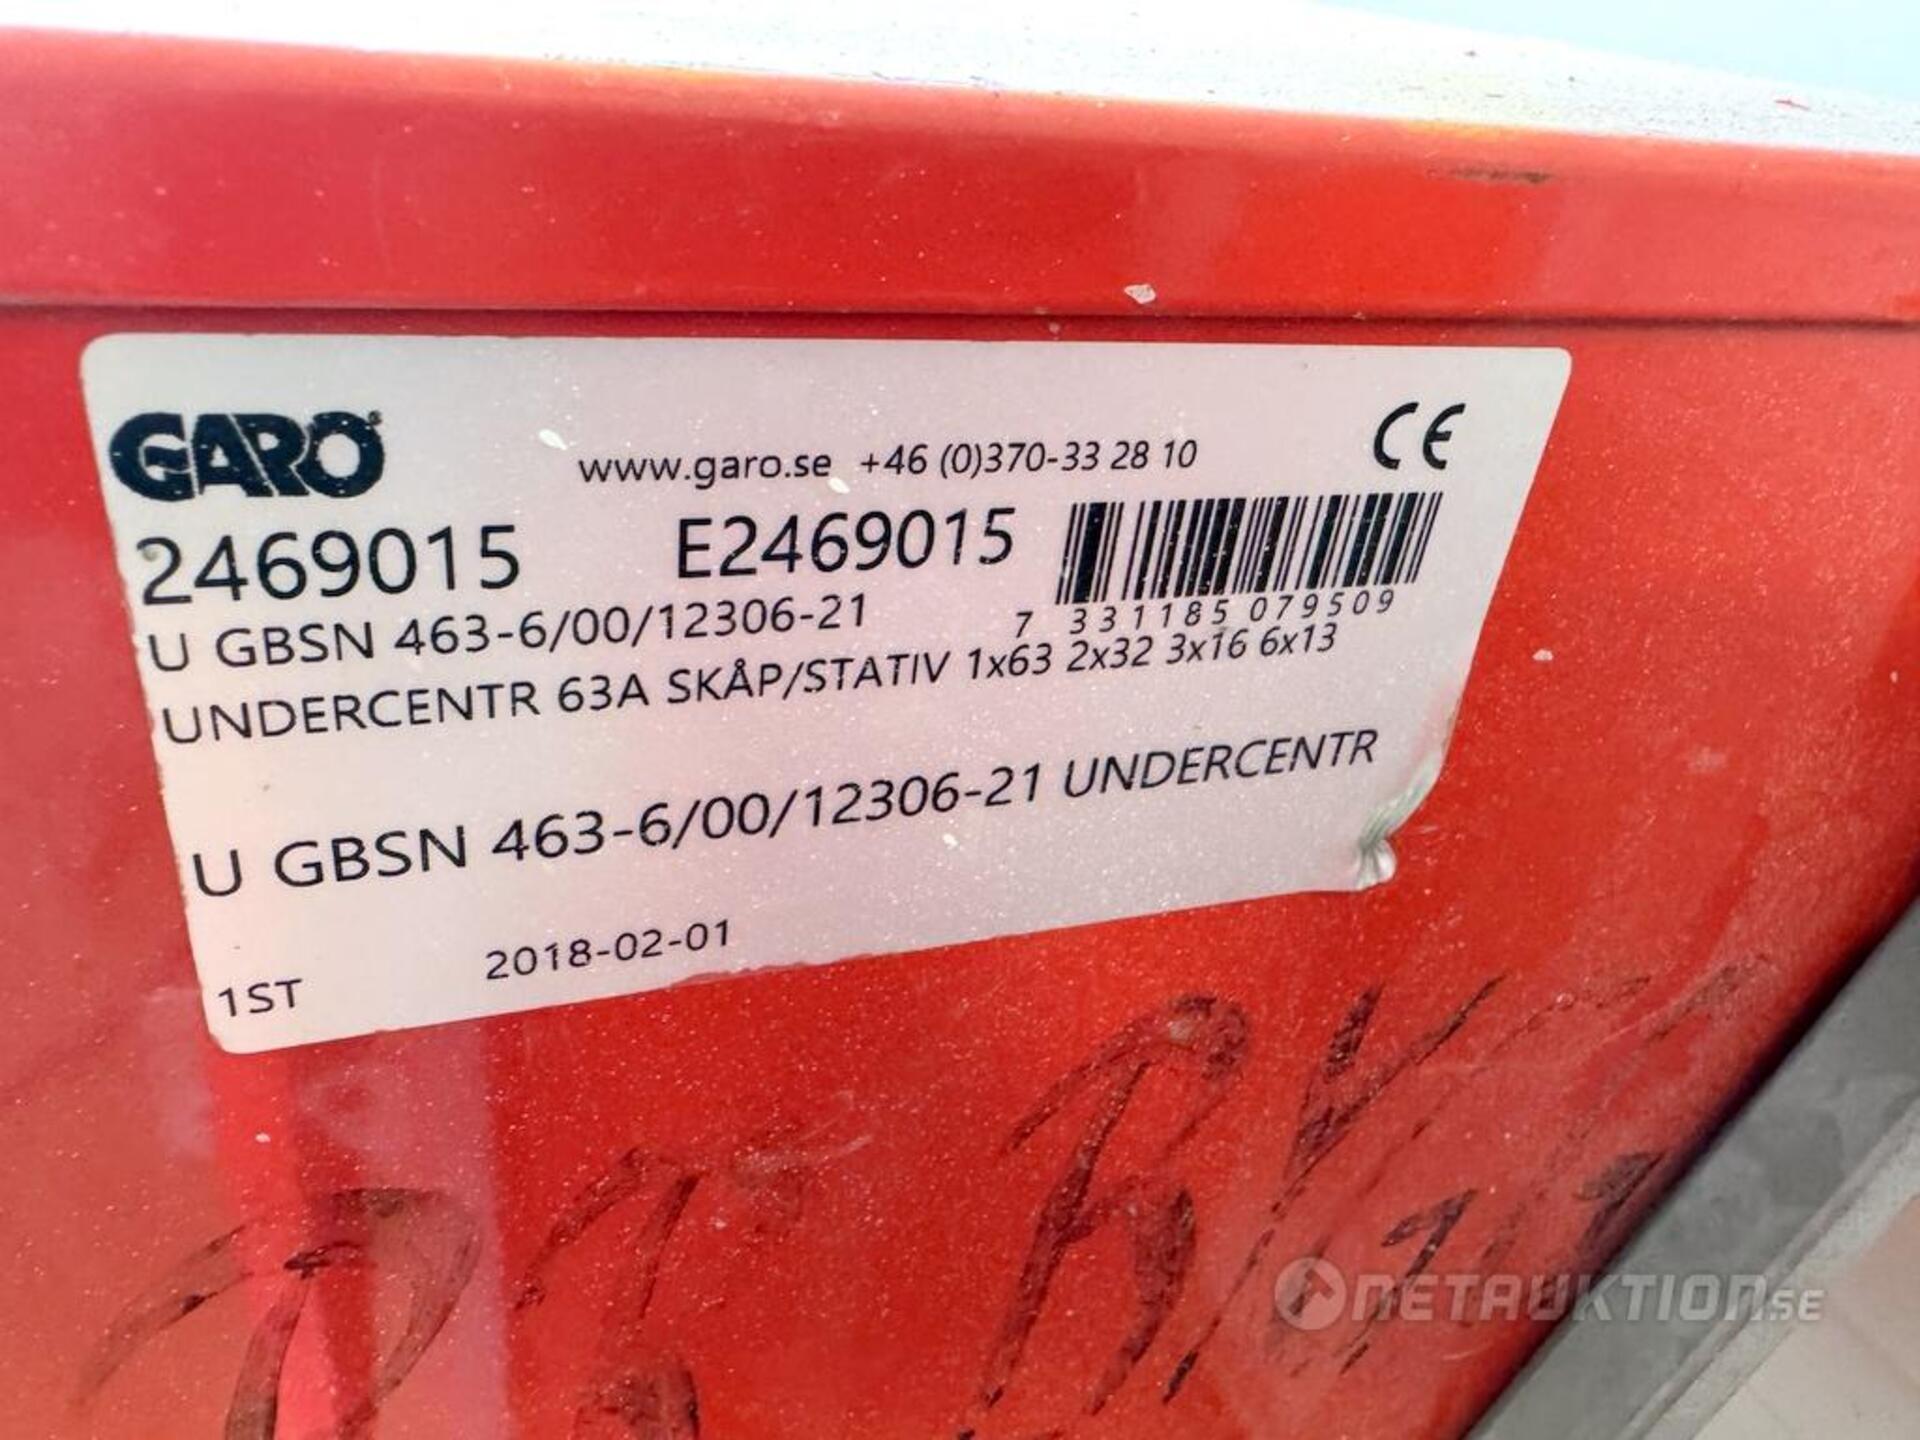 GARO
www.garo.se +46 (0)370-33 28 10
CE
2469015 E2469015
7 331185 079509
U GBSN 463-6/00/12306-21
UNDERCENTR 63A SKÅP/STATIV 1x63 2x32 3x16 6x13
U GBSN 463-6/00/12306-21 UNDERCENTR
1ST 2018-02-01
NETAUKTION.SE